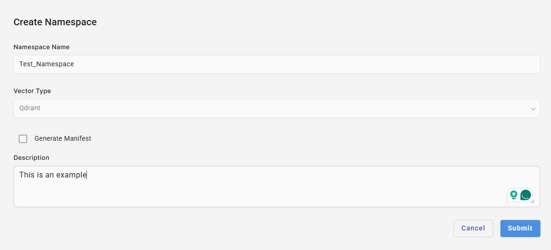 Create Namespace
Namespace Name
Test_Namespace
Vector Type
Qdrant
Generate Manifest
Description
This is an example
Cancel Submit